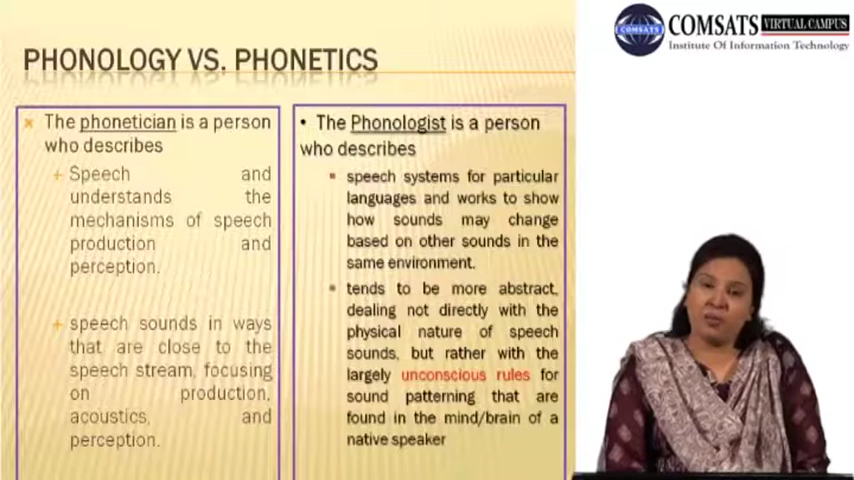 COMSATS VIRTUAL CAMPUS
COMSATS
Institute Of Information Technology
PHONOLOGY VS. PHONETICS
The phonetician is a person
who describes
Speech and
understands the
mechanisms of speech
production and
perception.
speech sounds in ways
that are close to the
speech stream, focusing
on production,
acoustics, and
perception.
• The Phonologist is a person
who describes
speech systems for particular
languages and works to show
how sounds may change
based on other sounds in the
same environment.
tends to be more abstract,
dealing not directly with the
physical nature of speech
sounds, but rather with the
largely unconscious rules for
sound patterning that are
found in the mind/brain of a
native speaker